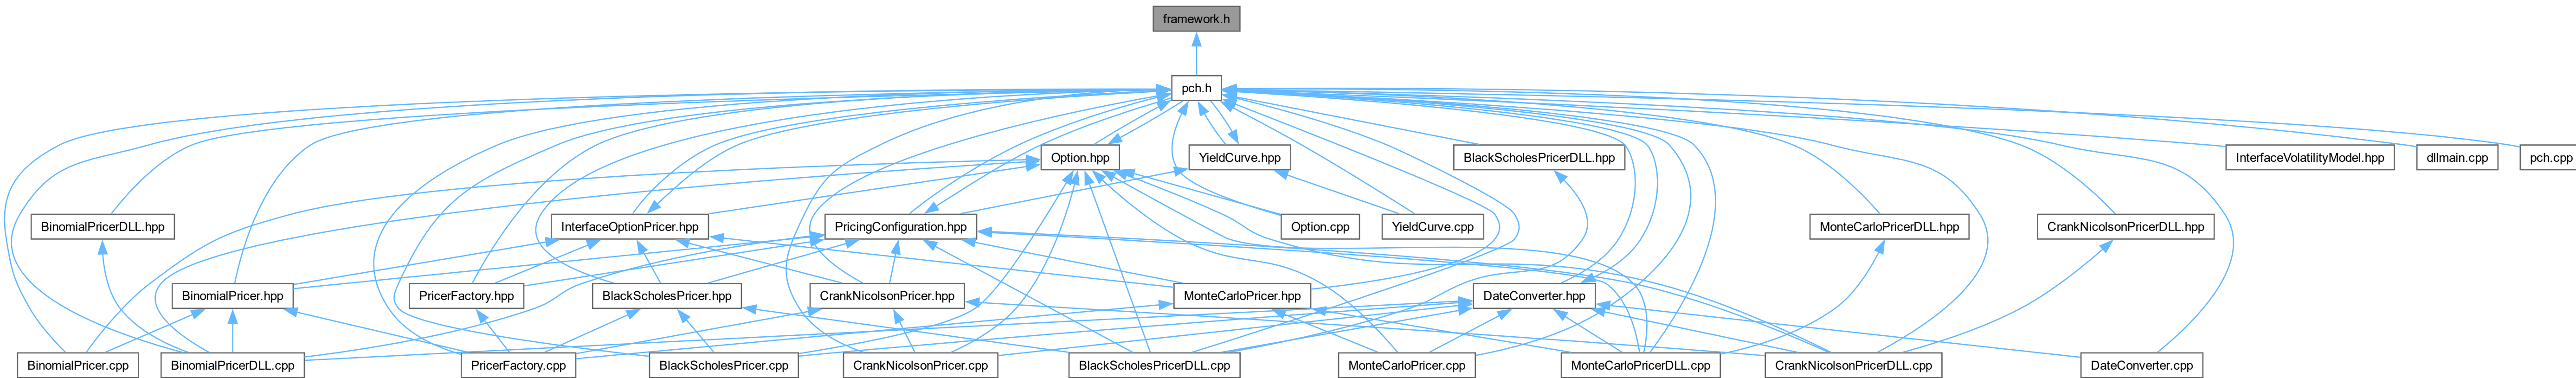 framework.h
pch.h
Option.hpp
YieldCurve.hpp
BlackScholesPricerDLL.hpp
InterfaceVolatilityModel.hpp
dllmain.cpp
pch.cpp
BinomialPricerDLL.hpp
InterfaceOptionPricer.hpp
PricingConfiguration.hpp
Option.cpp
YieldCurve.cpp
MonteCarloPricerDLL.hpp
CrankNicolsonPricerDLL.hpp
BinomialPricer.hpp
PricerFactory.hpp
BlackScholesPricer.hpp
CrankNicolsonPricer.hpp
MonteCarloPricer.hpp
DateConverter.hpp
BinomialPricer.cpp
BinomialPricerDLL.cpp
PricerFactory.cpp
BlackScholesPricer.cpp
CrankNicolsonPricer.cpp
BlackScholesPricerDLL.cpp
MonteCarloPricer.cpp
MonteCarloPricerDLL.cpp
CrankNicolsonPricerDLL.cpp
DateConverter.cpp